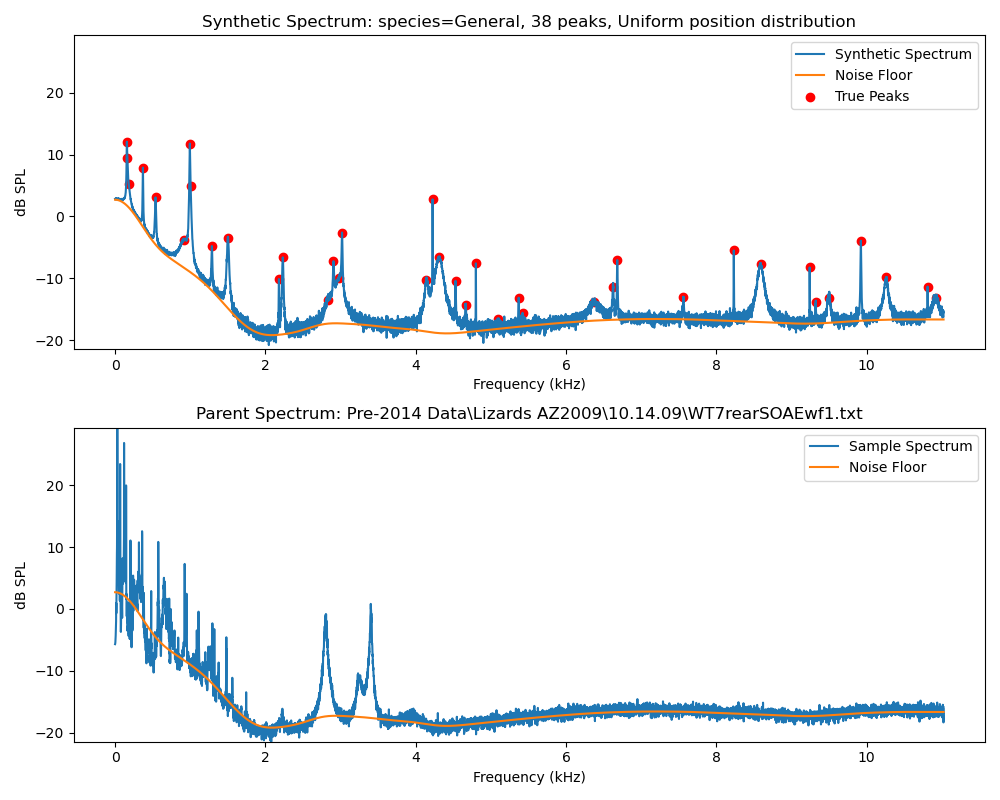 Synthetic Spectrum: species=General, 38 peaks, Uniform position distribution
dB SPL
20
10
0
−10
−20
Synthetic Spectrum
Noise Floor
True Peaks
0
2
4
6
8
10
Frequency (kHz)
Parent Spectrum: Pre-2014 Data\Lizards AZ2009\10.14.09\WT7rearSOAEwf1.txt
dB SPL
20
10
0
−10
−20
Sample Spectrum
Noise Floor
0
2
4
6
8
10
Frequency (kHz)